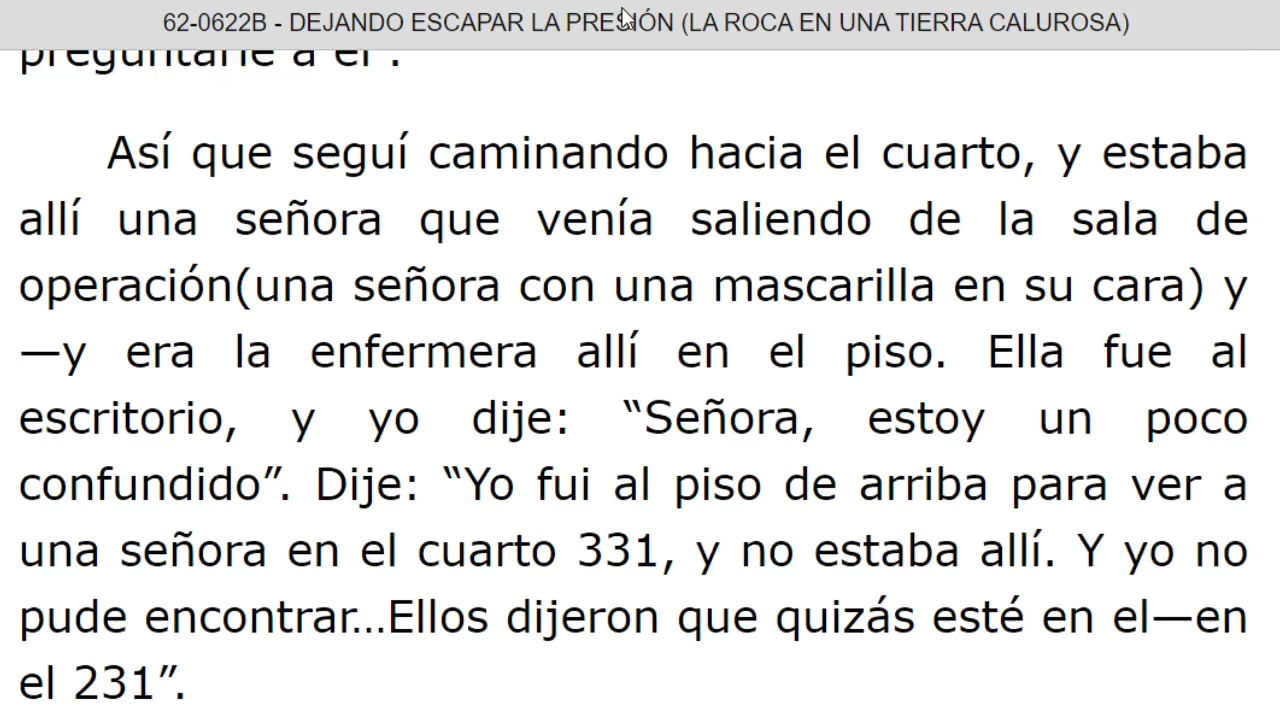 62-0622B - DEJANDO ESCAPAR LA PRESIÓN (LA ROCA EN UNA TIERRA CALUROSA)
preguntarle a él”.
Así que seguí caminando hacia el cuarto, y estaba
allí una señora que venía saliendo de la sala de
operación(una señora con una mascarilla en su cara) y
—y era la enfermera allí en el piso. Ella fue al
escritorio, y yo dije: “Señora, estoy un poco
confundido”. Dije: “Yo fui al piso de arriba para ver a
una señora en el cuarto 331, y no estaba allí. Y yo no
pude encontrar...Ellos dijeron que quizás esté en el—en
el 231”.